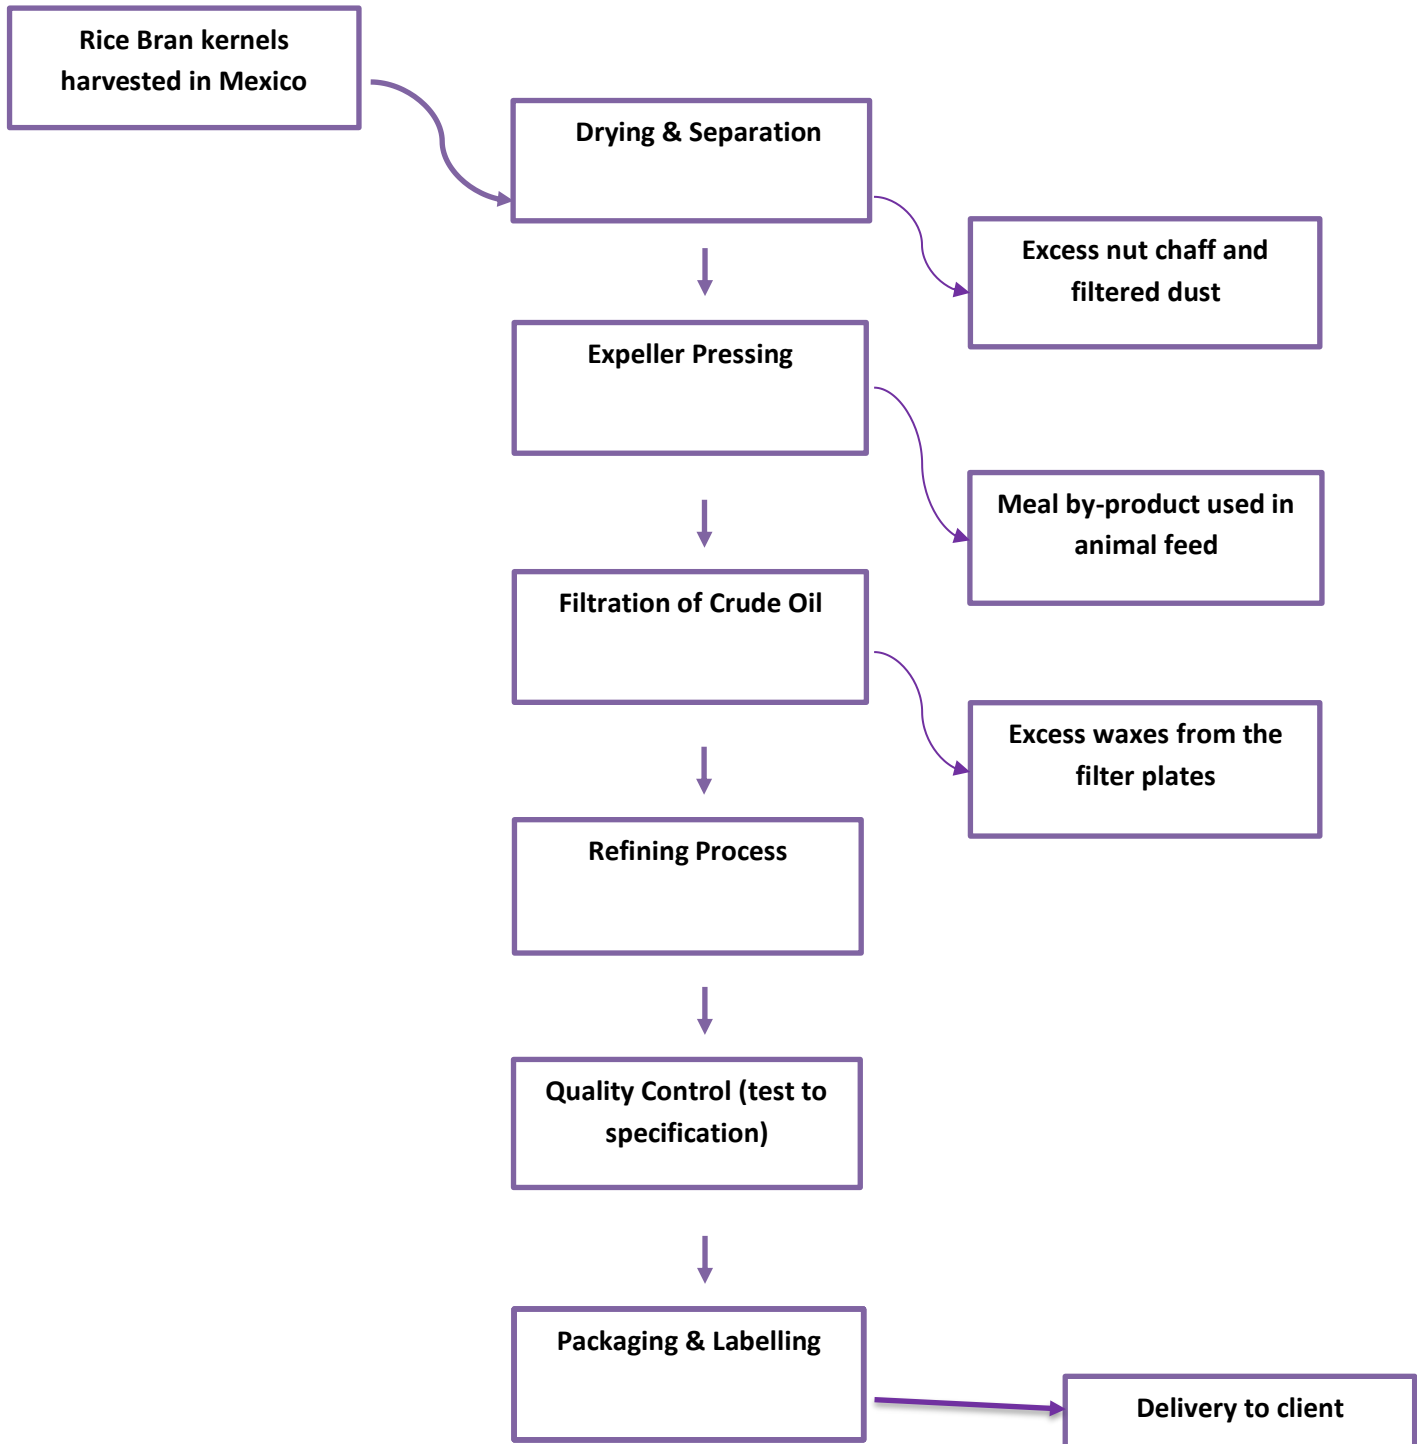 Rice Bran kernels
harvested in Mexico
Drying & Separation
Excess nut chaff and
filtered dust
Expeller Pressing
Meal by-product used in
animal feed
Filtration of Crude Oil
Excess waxes from the
filter plates
Refining Process
Quality Control (test to
specification)
Packaging & Labelling
Delivery to client